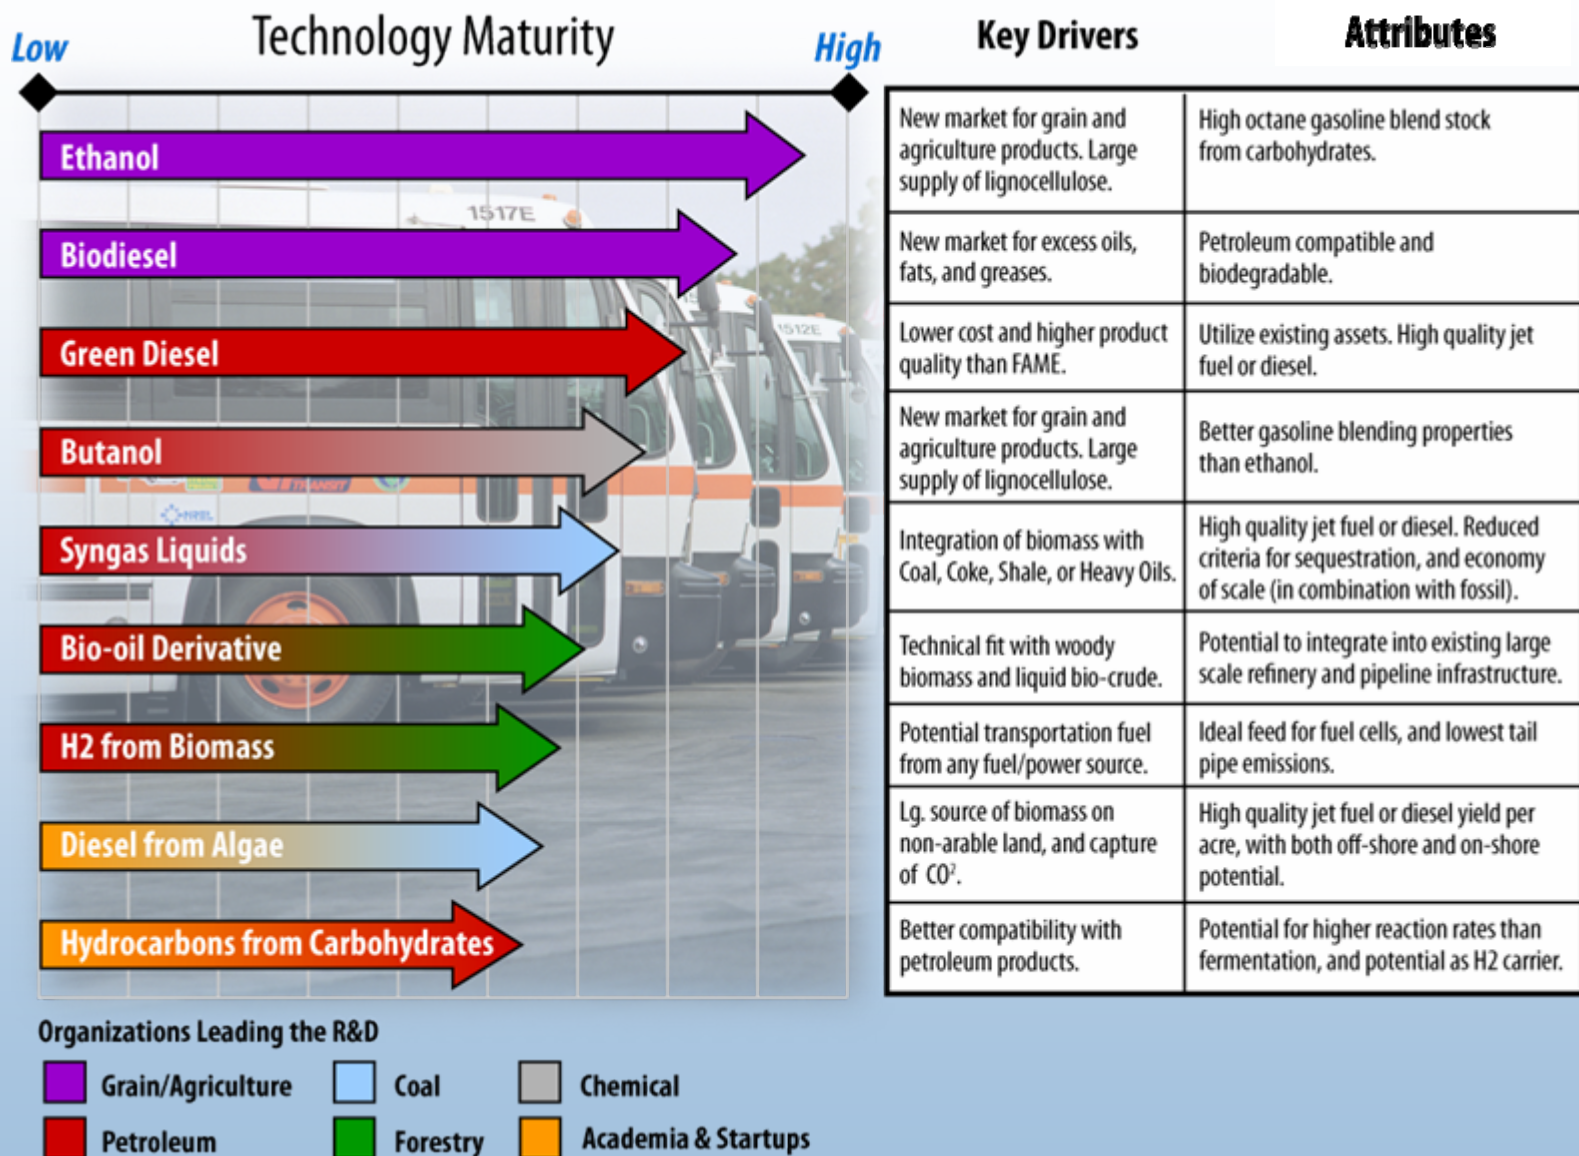 Technology Maturity
Low
High
Key Drivers
Attributes
Ethanol
New market for grain and
agriculture products. Large
supply of lignocellulose.
High octane gasoline blend stock
from carbohydrates.
1517E
Biodiesel
New market for excess oils,
fats, and greases.
Petroleum compatible and
biodegradable.
1512E
Green Diesel
Lower cost and higher product
quality than FAME.
Utilize existing assets. High quality jet
fuel or diesel.
Butanol
New market for grain and
agriculture products. Large
supply of lignocellulose.
Better gasoline blending properties
than ethanol.
TRANSIT
Syngas Liquids
Integration of biomass with
Coal, Coke, Shale, or Heavy Oils.
High quality jet fuel or diesel. Reduced
criteria for sequestration, and economy
of scale (in combination with fossil).
Bio-oil Derivative
Technical fit with woody
biomass and liquid bio-crude.
Potential to integrate into existing large
scale refinery and pipeline infrastructure.
H2 from Biomass
Potential transportation fuel
from any fuel/power source.
Ideal feed for fuel cells, and lowest tail
pipe emissions.
Diesel from Algae
Lg. source of biomass on
non-arable land, and capture
of CO².
High quality jet fuel or diesel yield per
acre, with both off-shore and on-shore
potential.
Hydrocarbons from Carbohydrates
Better compatibility with
petroleum products.
Potential for higher reaction rates than
fermentation, and potential as H2 carrier.
Organizations Leading the R&D
Grain/Agriculture
Coal
Chemical
Petroleum
Forestry
Academia & Startups